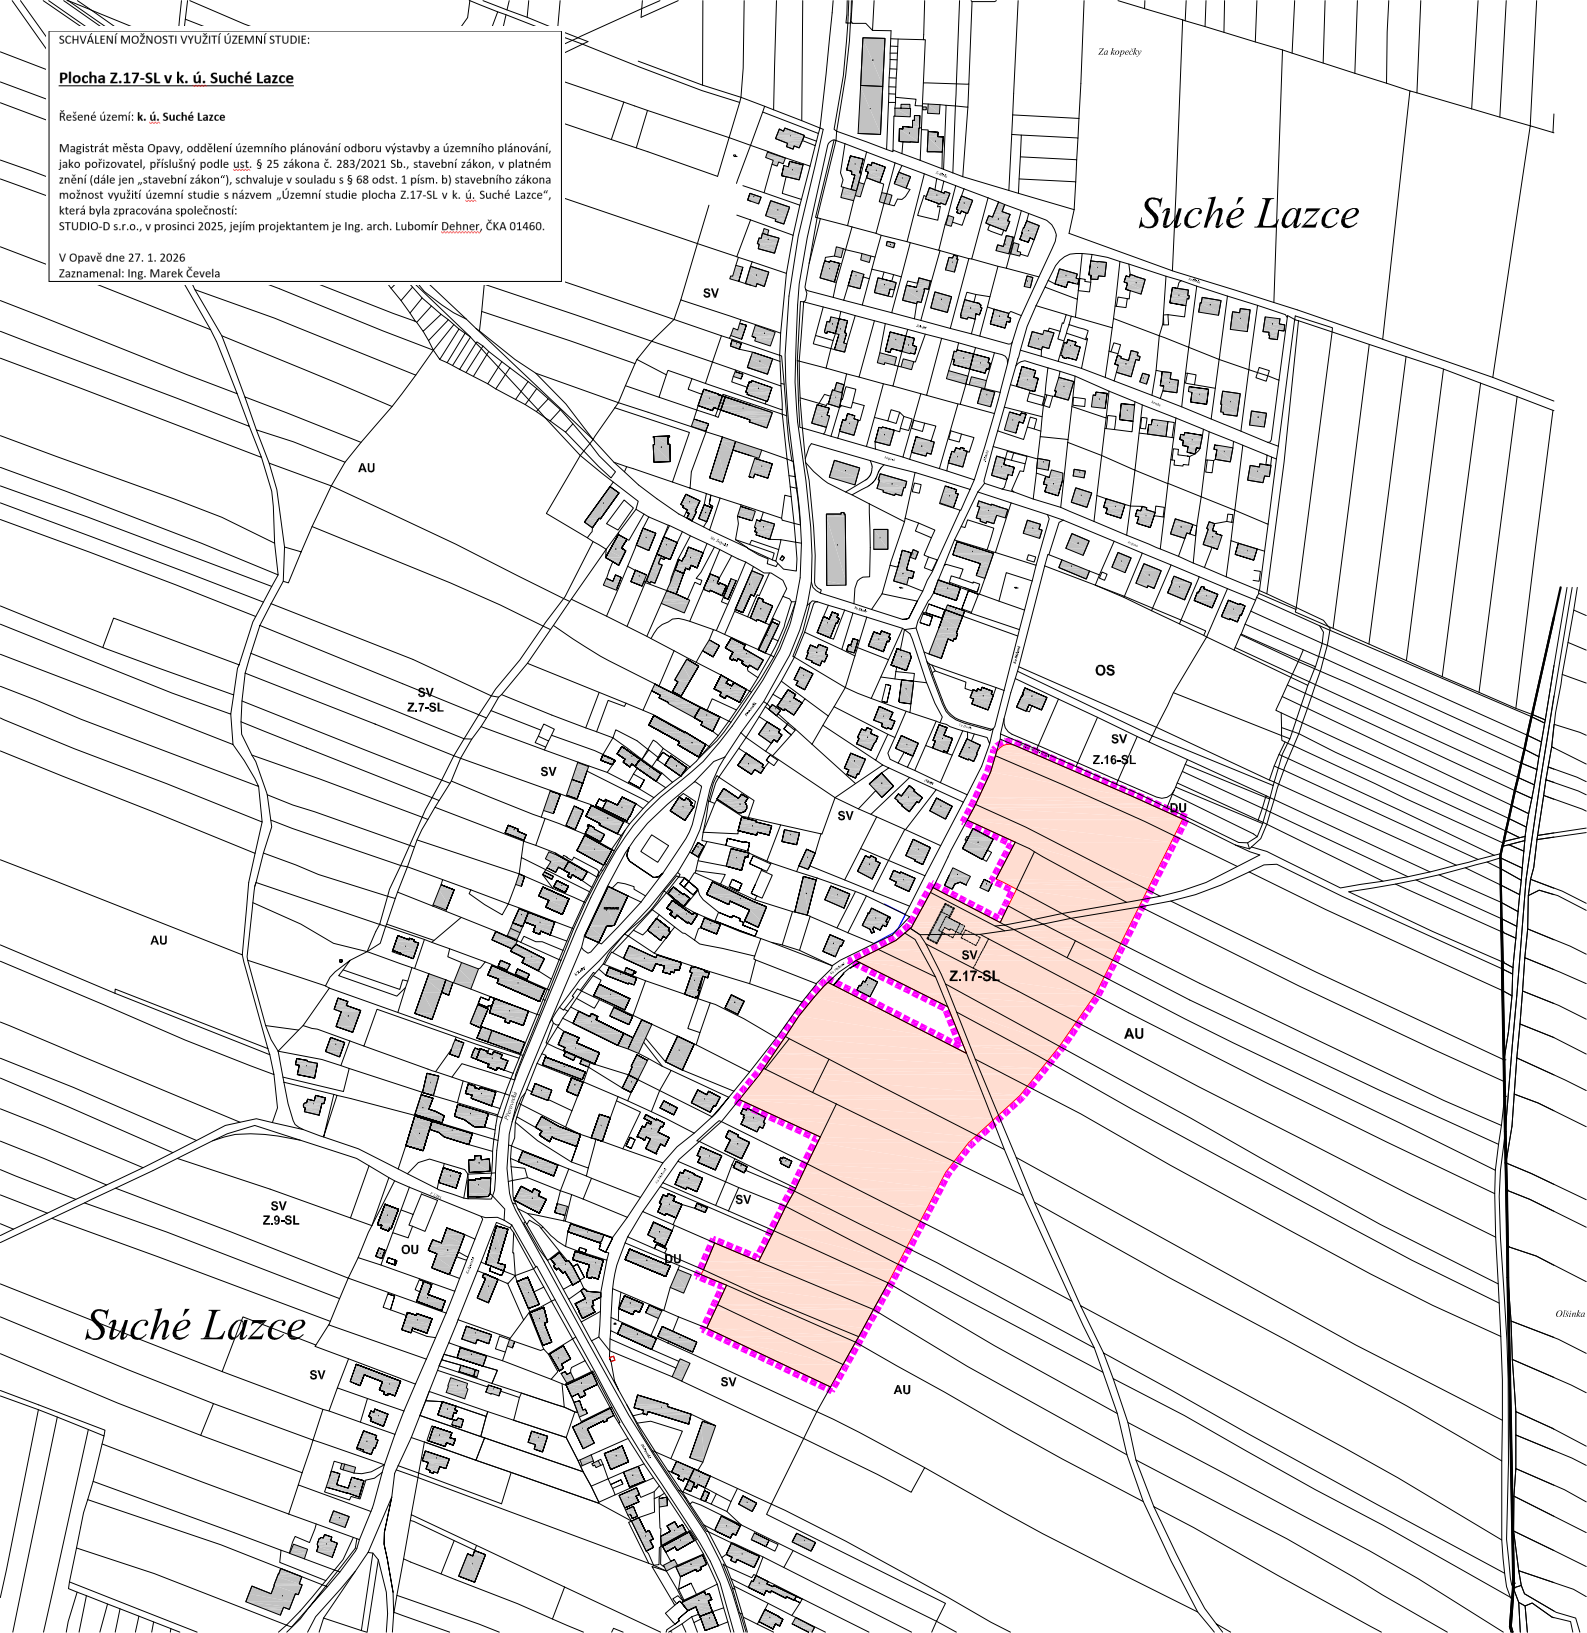 SCHVÁLENÍ MOŽNOSTI VYUŽITÍ ÚZEMNÍ STUDIE:
Plocha Z.17-SL v k. ú. Suché Lazce
Řešené území: k. ú. Suché Lazce
Magistrát města Opavy, oddělení územního plánování odboru výstavby a územního plánování,
jako pořizovatel, příslušný podle ust. § 25 zákona č. 283/2021 Sb., stavební zákon, v platném
znění (dále jen „stavební zákon“), schvaluje v souladu s § 68 odst. 1 písm. b) stavebního zákona
možnost využití územní studie s názvem „Územní studie plocha Z.17-SL v k. ú. Suché Lazce“,
která byla zpracována společností:
STUDIO-D s.r.o., v prosinci 2025, jejím projektantem je Ing. arch. Lubomír Dehner, ČKA 01460.
V Opavě dne 27. 1. 2026
Zaznamenal: Ing. Marek Čevela
Za kopečky
Suché Lazce
SV
AU
OS
SV
Z.7-SL
SV
Z.16-SL
SV
DU
SV
AU
SV
Z.17-SL
AU
SV
SV
Z.9-SL
OU
DU
Olšinka
Suché Lazce
SV
SV
AU